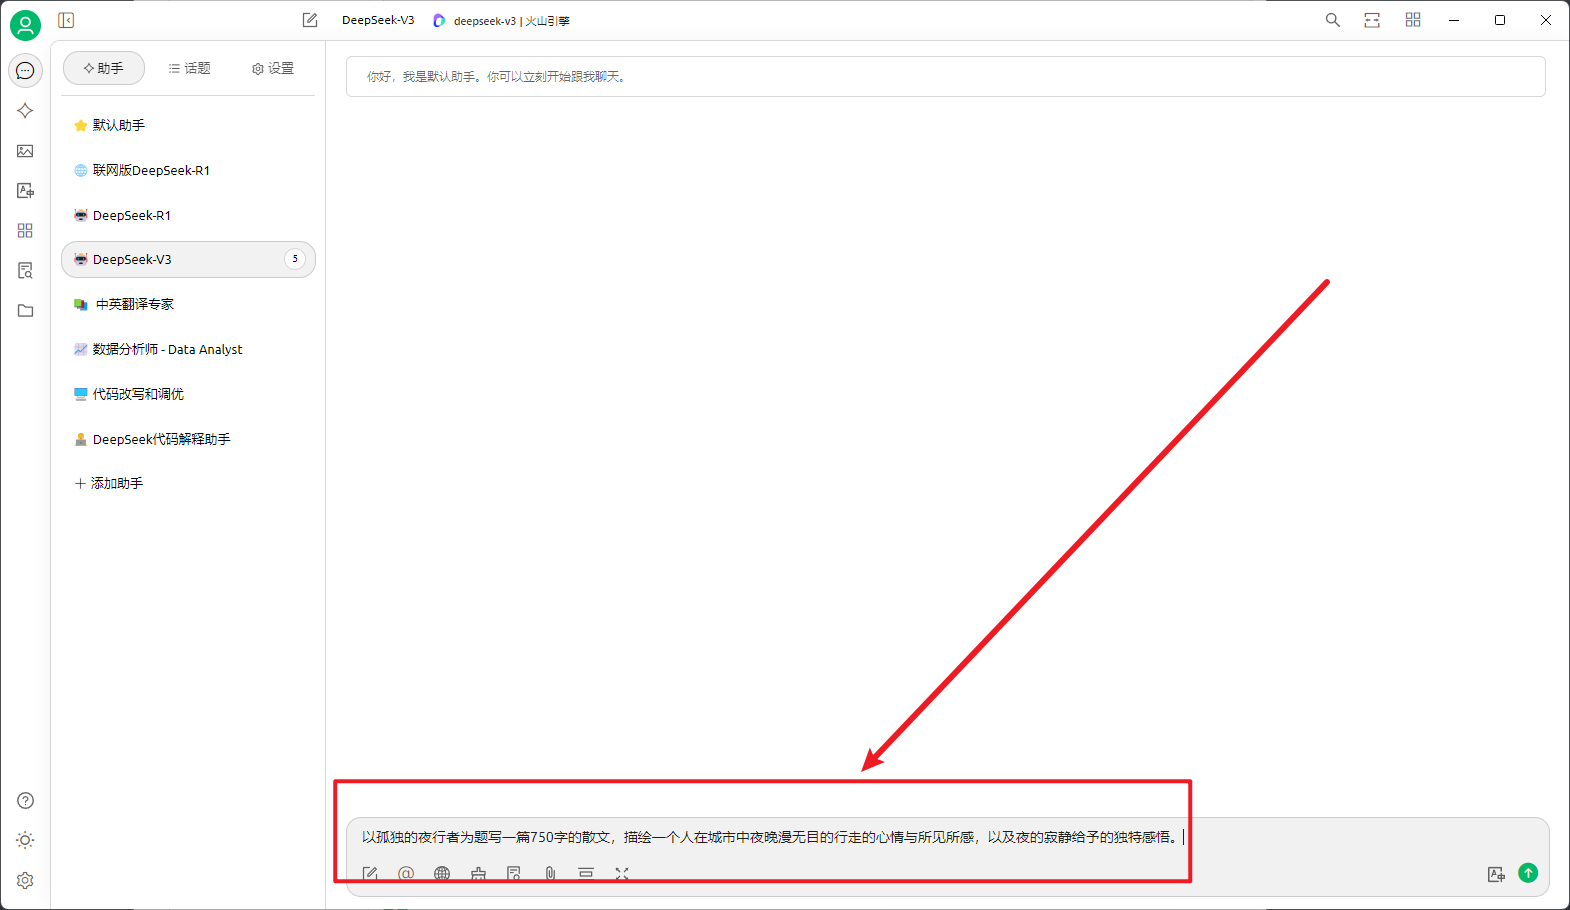 DeepSeek-V3
deepseek-v3 | 火山引擎
助手
话题
设置
你好，我是默认助手。你可以立刻开始跟我聊天。
默认助手
联网版DeepSeek-R1
DeepSeek-R1
DeepSeek-V3
5
中英翻译专家
数据分析师 - Data Analyst
代码改写和调优
DeepSeek代码解释助手
添加助手
以孤独的夜行者为题写一篇750字的散文，描绘一个人在城市中夜晚漫无目的行走的心情与所见所感，以及夜的寂静给予的独特感悟。